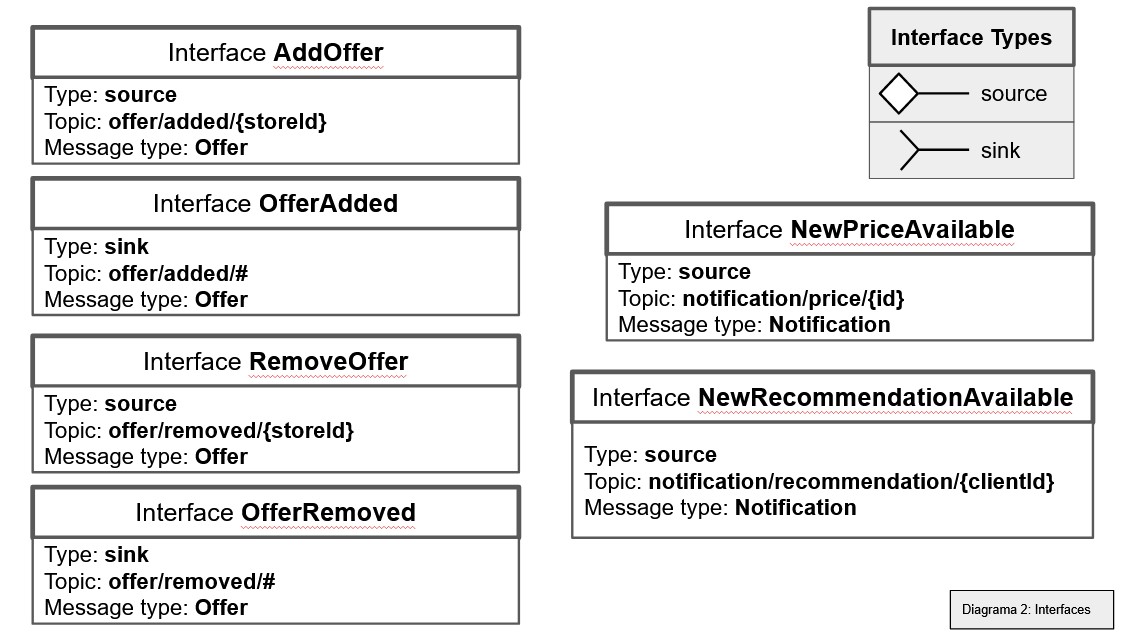 Interface AddOffer
Type: source
Topic: offer/added/{storeId}
Message type: Offer
Interface OfferAdded
Type: sink
Topic: offer/added/#
Message type: Offer
Interface RemoveOffer
Type: source
Topic: offer/removed/{storeId}
Message type: Offer
Interface OfferRemoved
Type: sink
Topic: offer/removed/#
Message type: Offer
Interface Types
source
sink
Interface NewPriceAvailable
Type: source
Topic: notification/price/{id}
Message type: Notification
Interface NewRecommendationAvailable
Type: source
Topic: notification/recommendation/{clientId}
Message type: Notification
Diagrama 2: Interfaces